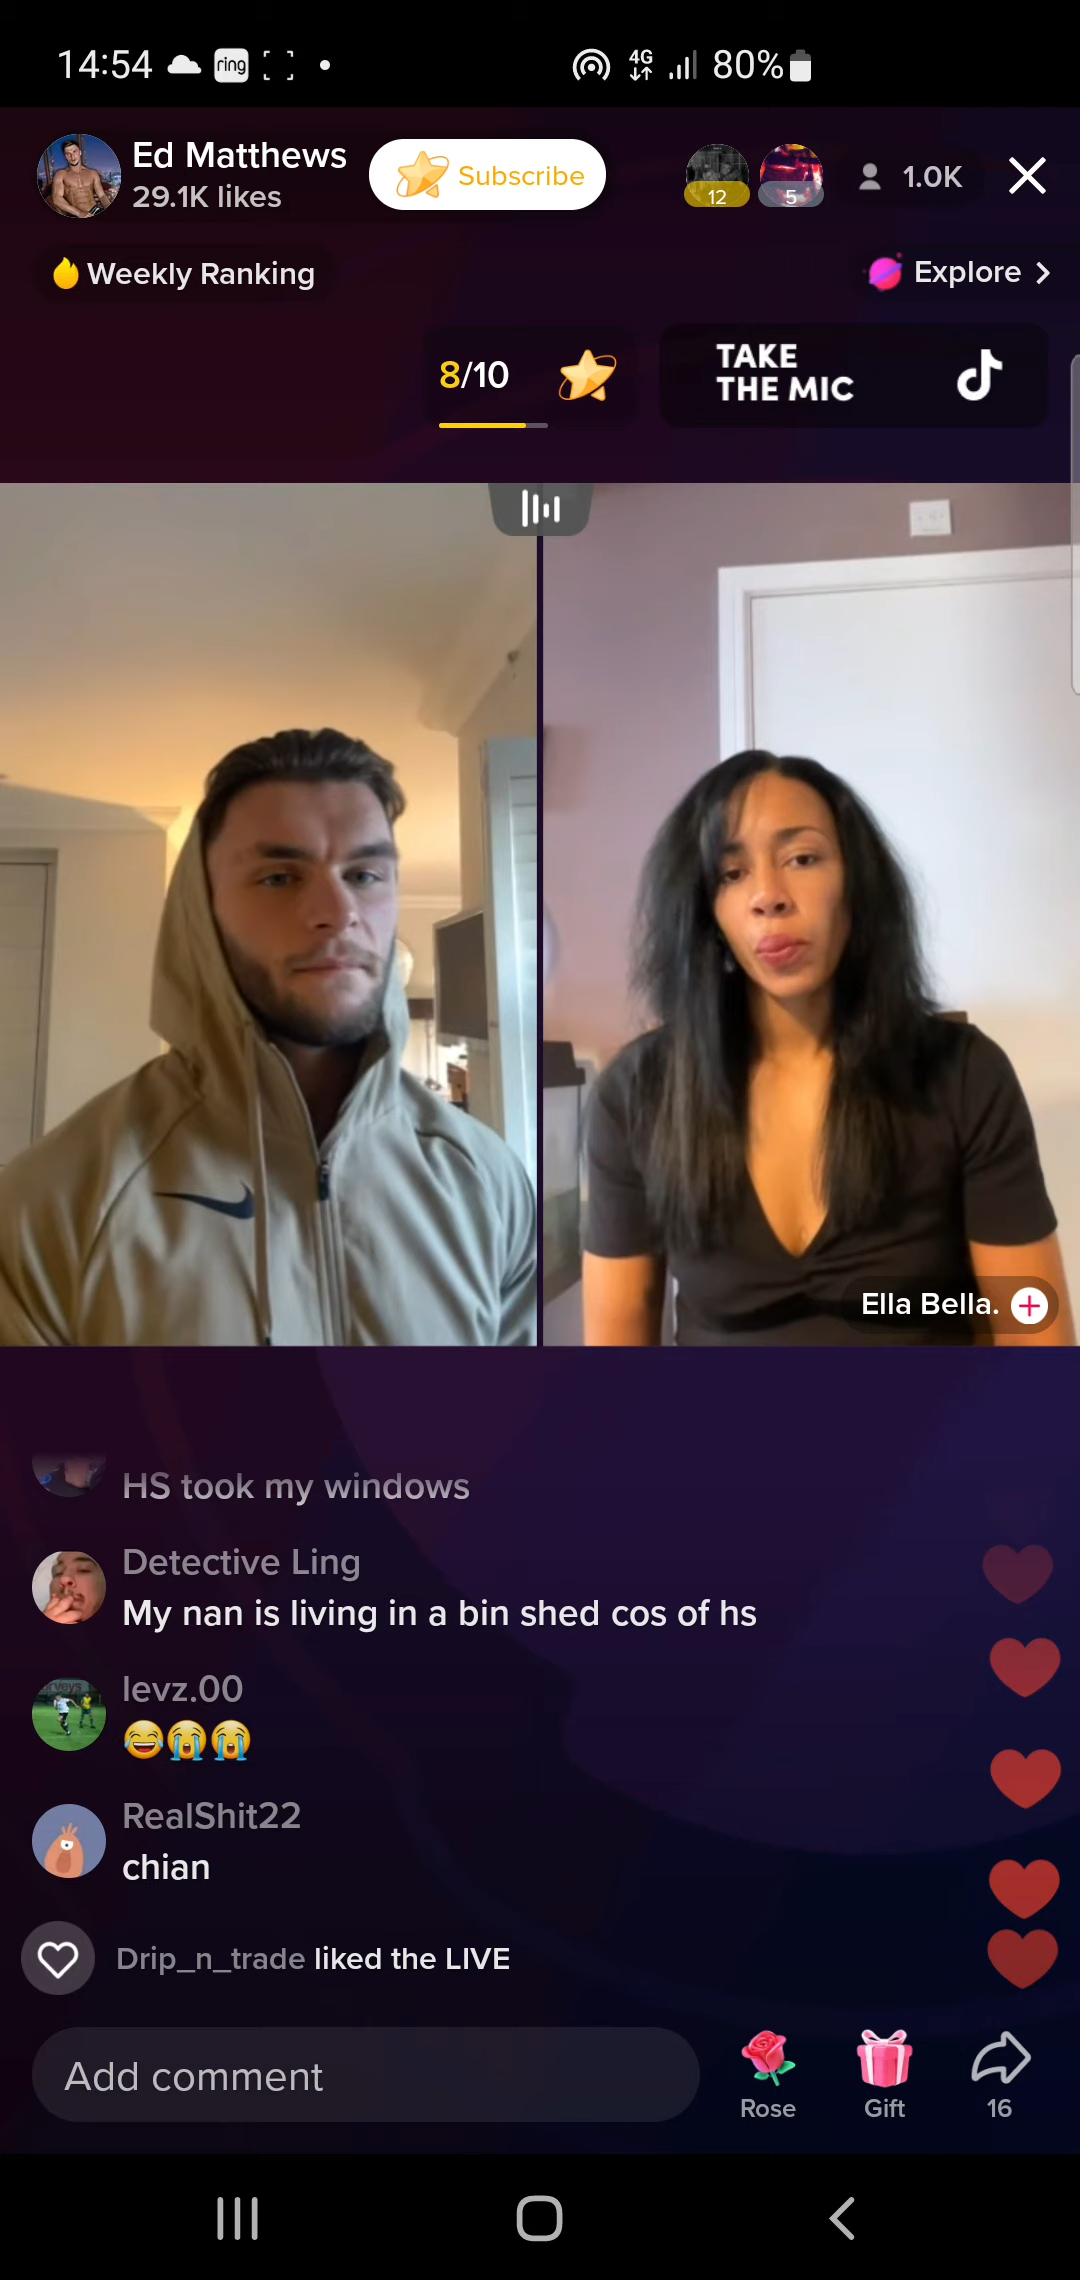 14:54
ring
4G
80%
Ed Matthews
29.1K likes
Subscribe
12
5
1.0K
Weekly Ranking
Explore >
8/10
TAKE
THE MIC
Ella Bella.
HS took my windows
Detective Ling
My nan is living in a bin shed cos of hs
levz.00
😂😭😭
RealShit22
chian
Drip_n_trade liked the LIVE
Add comment
Rose
Gift
16